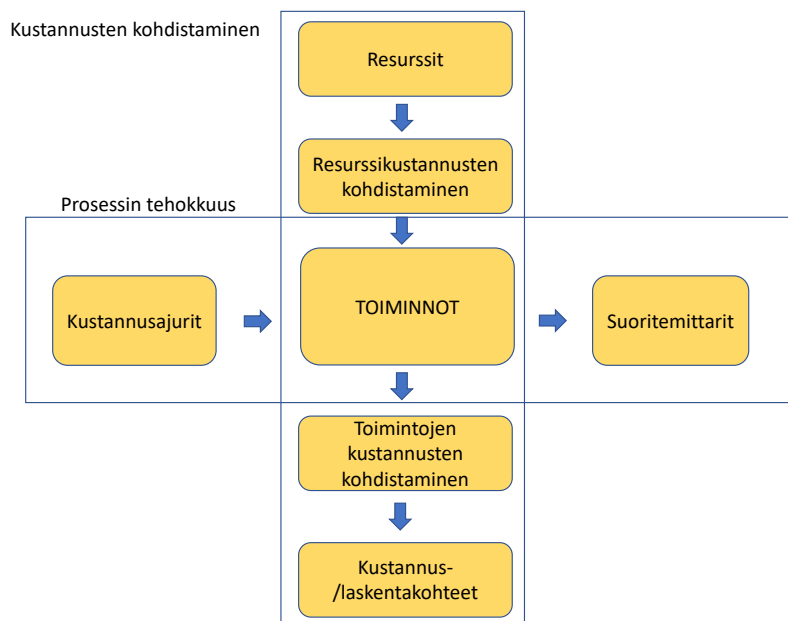 Kustannusten kohdistaminen
Resurssit
Resurssikustannusten
kohdistaminen
Prosessin tehokkuus
Kustannusajurit
TOIMINNOT
Suoritemittarit
Toimintojen
kustannusten
kohdistaminen
Kustannus-
/laskentakohteet